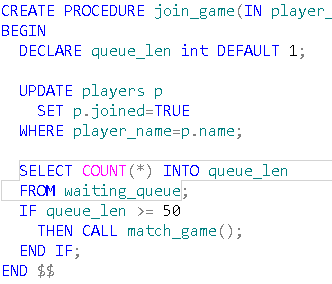 CREATE PROCEDURE join_game(IN player_
BEGIN
DECLARE queue_len int DEFAULT 1;
UPDATE players p
SET p.joined=TRUE
WHERE player_name=p.name;
SELECT COUNT(*) INTO queue_len
FROM waiting_queue;
IF queue_len >= 50
THEN CALL match_game();
END IF;
END $$